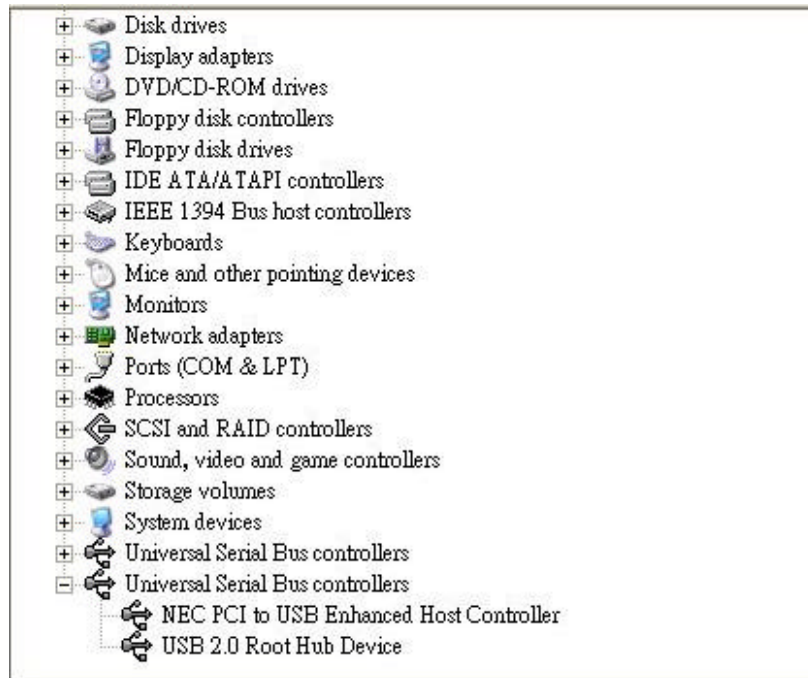 Disk drives
Display adapters
DVD/CD-ROM drives
Floppy disk controllers
Floppy disk drives
IDE ATA/ATAPI controllers
IEEE 1394 Bus host controllers
Keyboards
Mice and other pointing devices
Monitors
Network adapters
Ports (COM & LPT)
Processors
SCSI and RAID controllers
Sound, video and game controllers
Storage volumes
System devices
Universal Serial Bus controllers
Universal Serial Bus controllers
NEC PCI to USB Enhanced Host Controller
USB 2.0 Root Hub Device